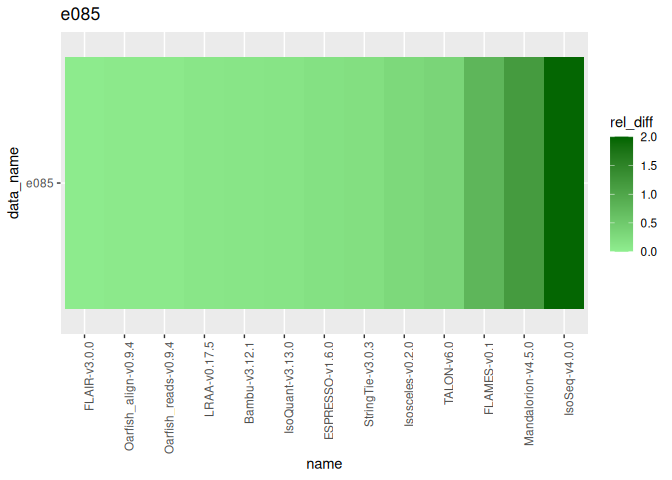 e085
data_name
e085
rel_diff
2.0
1.5
1.0
0.5
0.0
FLAIR-v3.0.0
Oarfish_align-v0.9.4
Oarfish_reads-v0.9.4
LRAA-v0.17.5
Bambu-v3.12.1
IsoQuant-v3.13.0
ESPRESSO-v1.6.0
StringTie-v3.0.3
Isosceles-v0.2.0
TALON-v6.0
FLAMES-v0.1
Mandalorion-v4.5.0
IsoSeq-v4.0.0
name